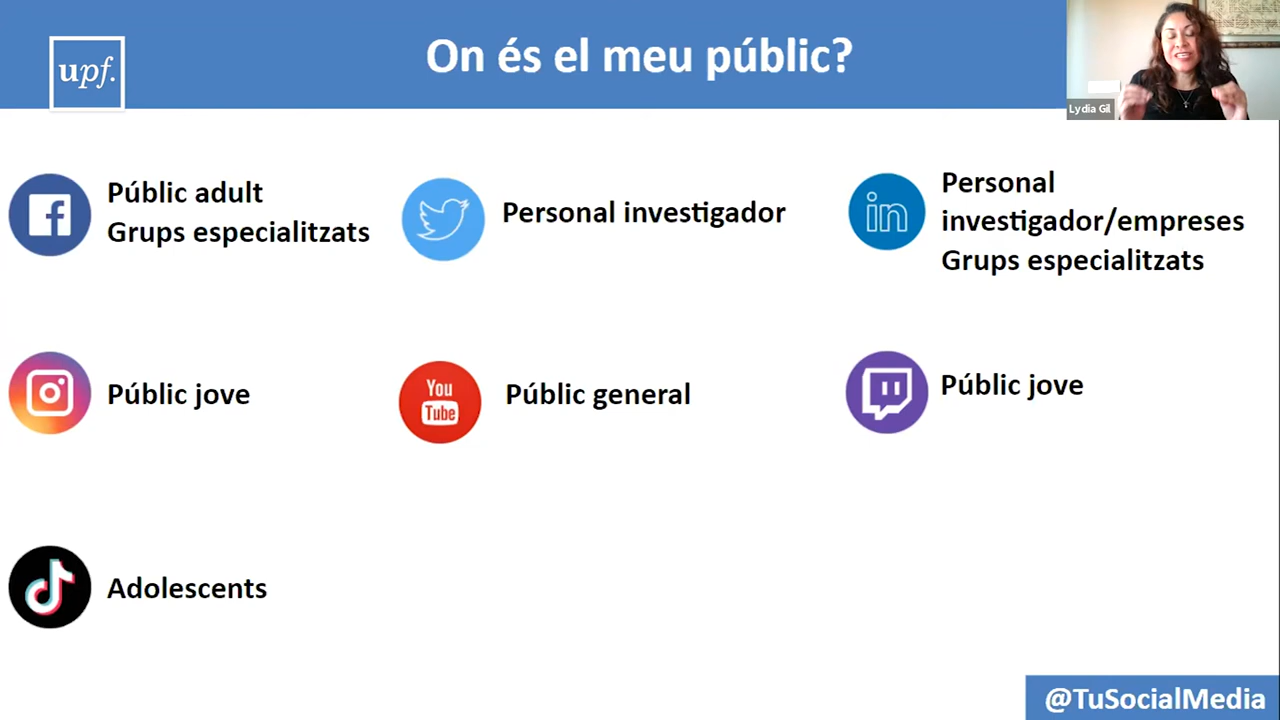 On és el meu públic?
upf.
Lydia Gil
Públic adult
Grups especialitzats
Personal investigador
Personal
investigador/empreses
Grups especialitzats
Públic jove
You
Tube
Públic general
Públic jove
Adolescents
@TuSocialMedia